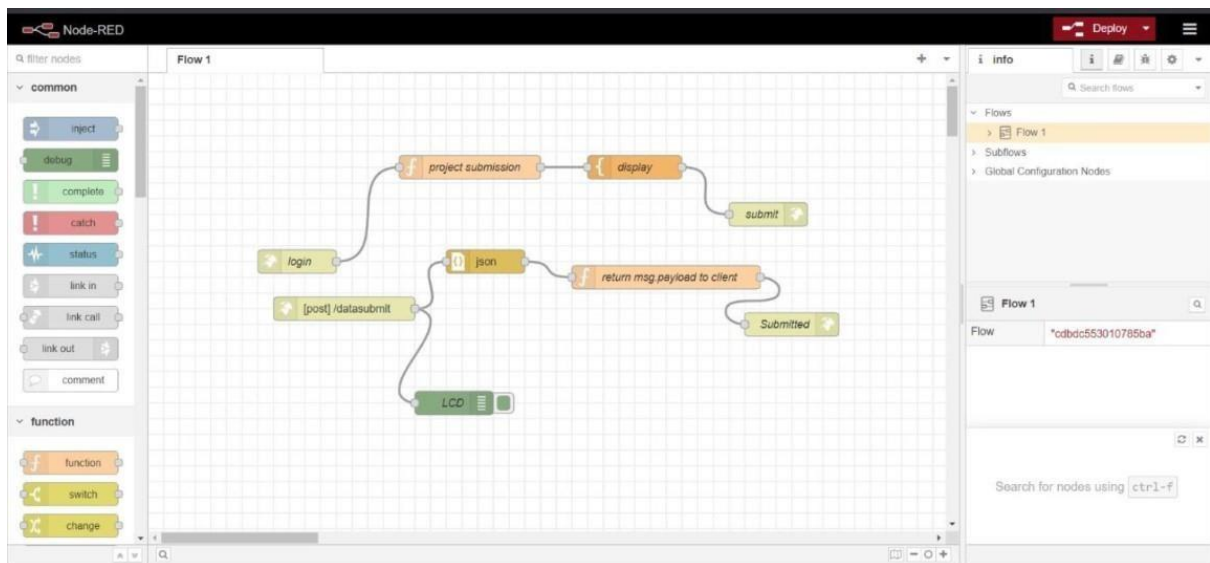 Node-RED
Deploy
filter nodes
Flow 1
i info
i
Search flows
common
inject
debug
complete
catch
status
link in
link call
link out
comment
function
function
switch
change
project submission
display
submit
login
json
return msg.payload to client
[post] /datasubmit
Submitted
LCD
Flows
Flow 1
Subflows
Global Configuration Nodes
Flow 1
Flow "cdbdc553010785ba"
Search for nodes using ctrl-f